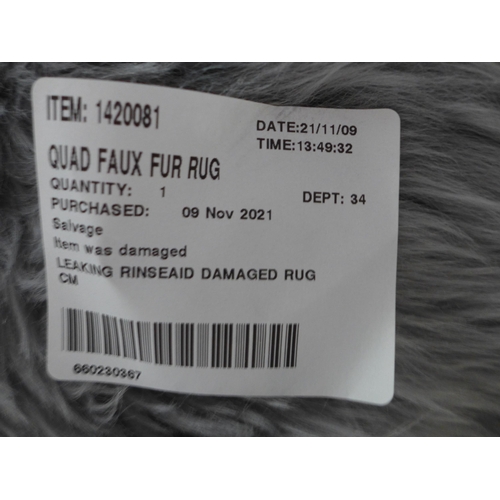 ITEM: 1420081
DATE:21/11/09
TIME:13:49:32
QUAD FAUX FUR RUG
QUANTITY: 1
DEPT: 34
PURCHASED: 09 Nov 2021
Salvage
Item was damaged
LEAKING RINSEAID DAMAGED RUG
CM
660230367